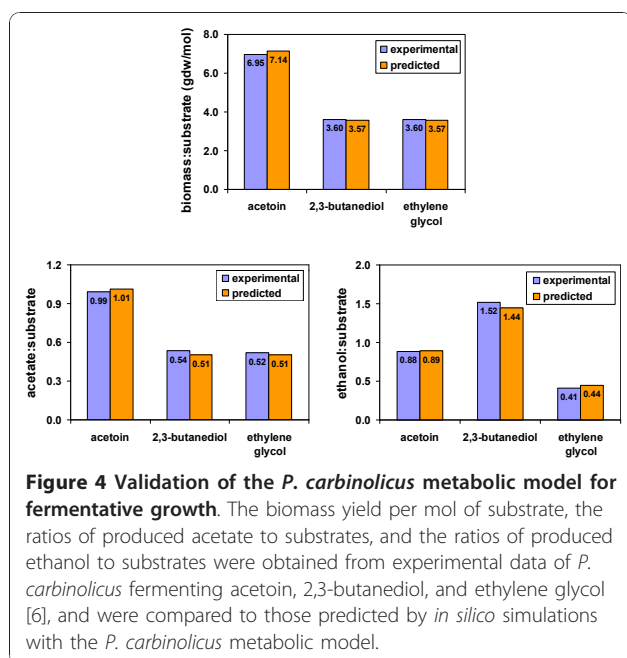 biomass:substrate (gdw/mol)
8.0
6.0
4.0
2.0
0.0
experimental
predicted
6.95
7.14
3.60
3.57
3.60
3.57
acetoin
2,3-butanediol
ethylene
glycol
acetate:substrate
1.2
0.9
0.6
0.3
0.0
experimental
predicted
0.99
1.01
0.54
0.51
0.52
0.51
acetoin
2,3-butanediol
ethylene
glycol
ethanol:substrate
2.0
1.5
1.0
0.5
0.0
experimental
predicted
0.88
0.89
1.52
1.44
0.41
0.44
acetoin
2,3-butanediol
ethylene
glycol
Figure 4 Validation of the P. carbinolicus metabolic model for
fermentative growth. The biomass yield per mol of substrate, the
ratios of produced acetate to substrates, and the ratios of produced
ethanol to substrates were obtained from experimental data of P.
carbinolicus fermenting acetoin, 2,3-butanediol, and ethylene glycol
[6], and were compared to those predicted by in silico simulations
with the P. carbinolicus metabolic model.